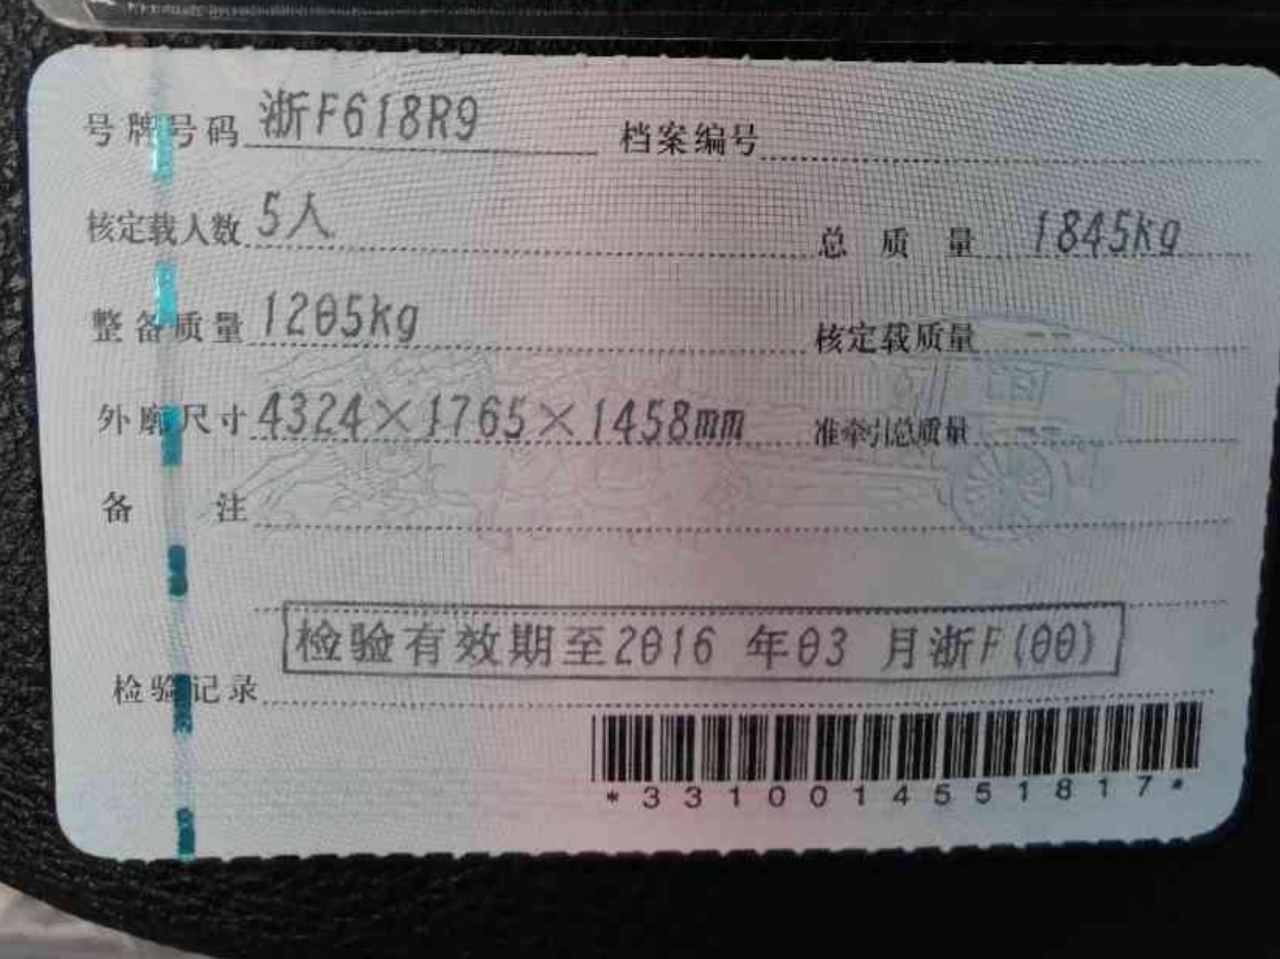 号牌号码 浙F618R9 档案编号
核定载人数 5人 总质量 1845kg
整备质量 1205kg 核定载质量
外廓尺寸 4324×1765×1458mm 准牵引总质量
备注
检验有效期至2016 年03 月浙F(00)
检验记录
*3310014551817*